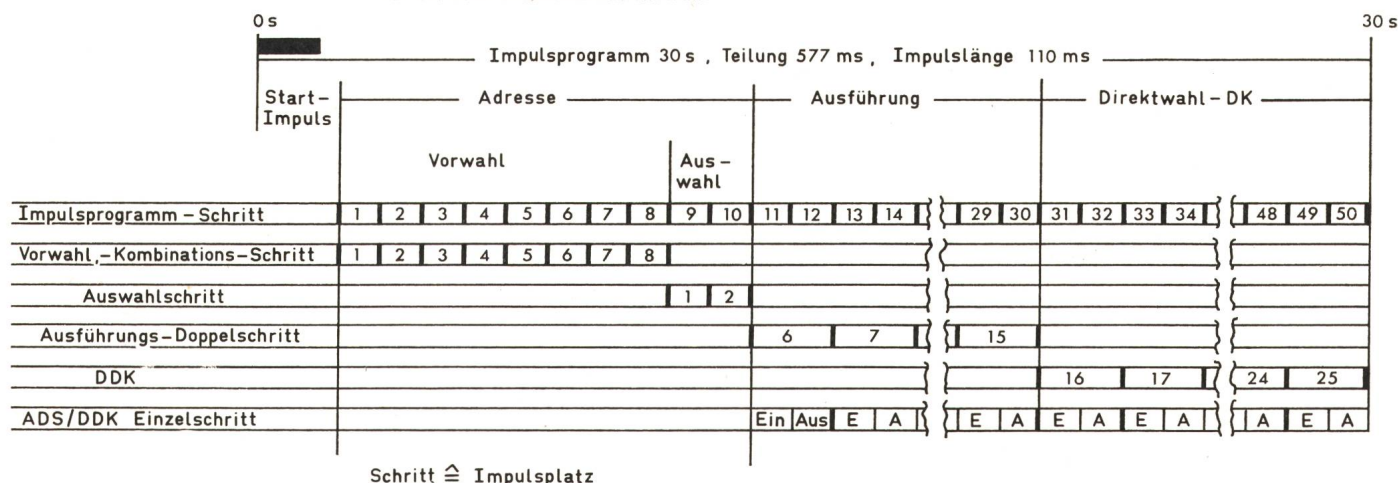 0 s 30 s
Impulsprogramm 30 s , Teilung 577 ms , Impulslänge 110 ms
Start- Adresse Ausführung Direktwahl-DK
Impuls
Vorwahl Aus-
wahl
Impulsprogramm-Schritt 1 2 3 4 5 6 7 8 9 10 11 12 13 14 29 30 31 32 33 34 48 49 50
Vorwahl,-Kombinations-Schritt 1 2 3 4 5 6 7 8
Auswahlschritt 1 2
Ausführungs-Doppelschritt 6 7 15
DDK 16 17 24 25
ADS/DDK Einzelschritt Ein Aus E A E A E A E A A E A
Schritt ≙ Impulsplatz